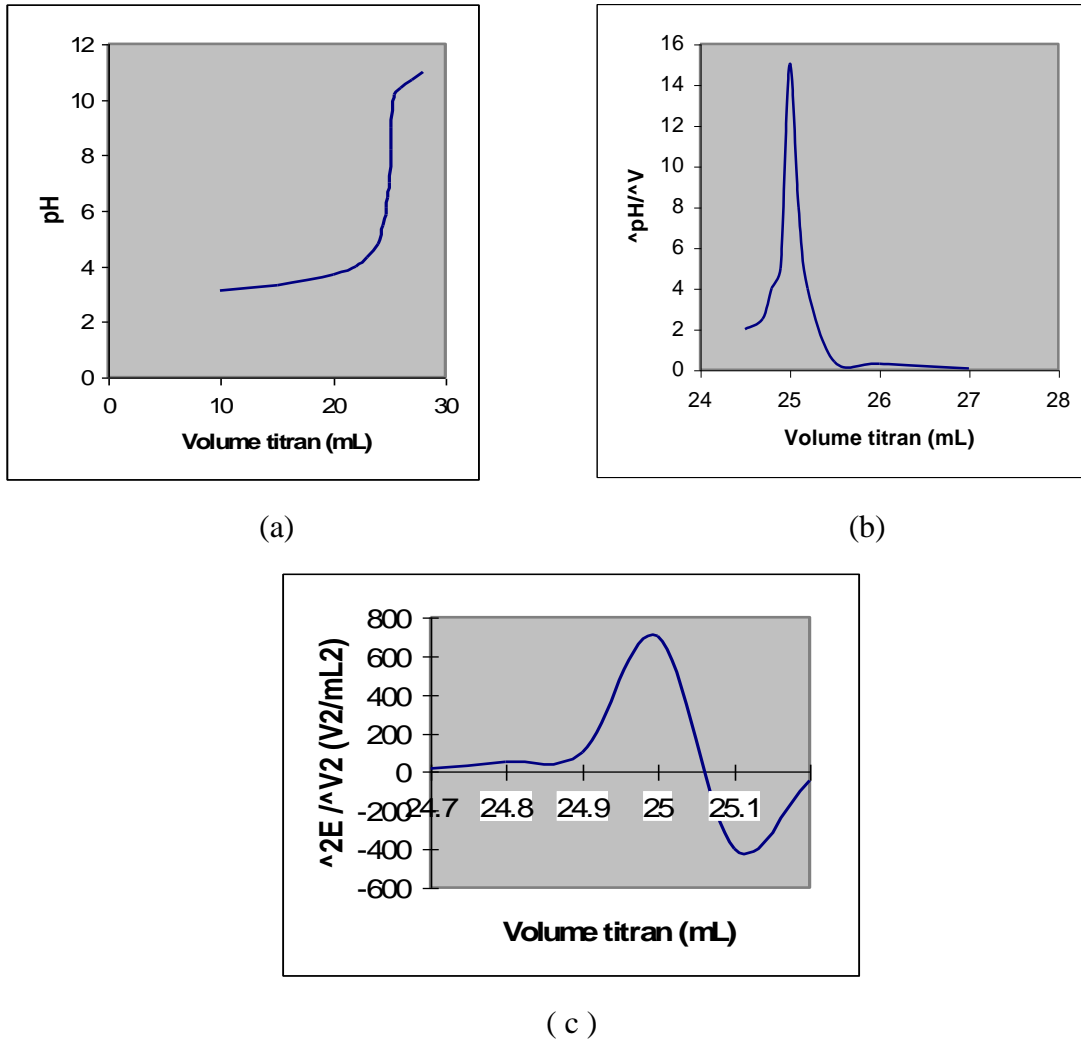 12
10
8
6
4
2
0
0 10 20 30
pH
Volume titran (mL)
(a)
16
14
12
10
8
6
4
2
0
24 25 26 27 28
^pH/^V
Volume titran (mL)
(b)
800
600
400
200
0
-200
-400
-600
24.7 24.8 24.9 25 25.1
^2E /^V2 (V2/mL2)
Volume titran (mL)
( c )